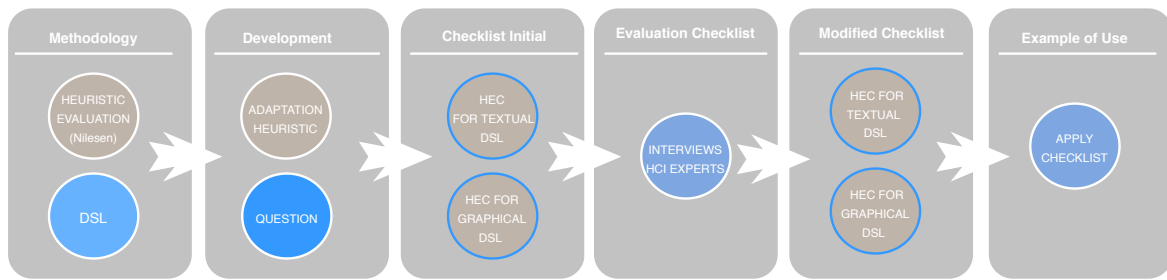 Methodology
HEURISTIC
EVALUATION
(Nilesen)
DSL
Development
ADAPTATION
HEURISTIC
QUESTION
Checklist Initial
HEC
FOR TEXTUAL
DSL
HEC FOR
GRAPHICAL
DSL
Evaluation Checklist
INTERVIEWS
HCI EXPERTS
Modified Checklist
HEC FOR
TEXTUAL
DSL
HEC FOR
GRAPHICAL
DSL
Example of Use
APPLY
CHECKLIST